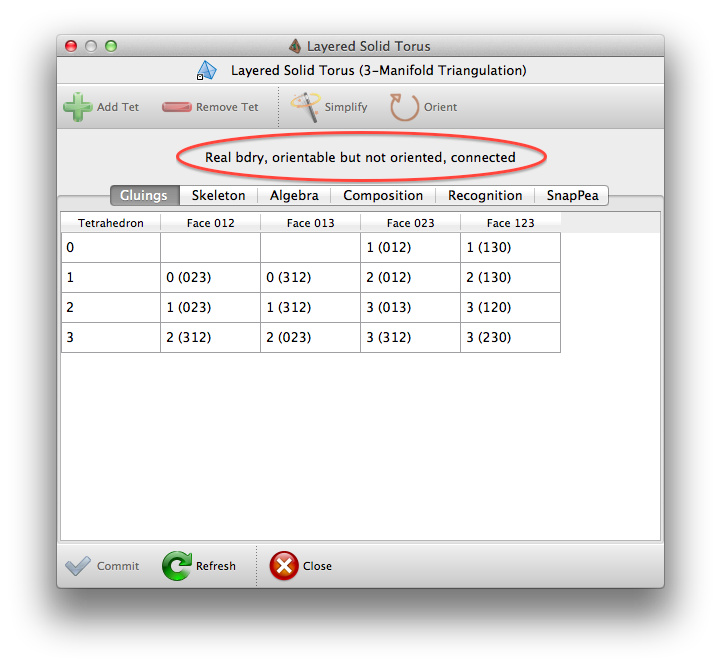 Layered Solid Torus
Layered Solid Torus (3-Manifold Triangulation)
Add Tet Remove Tet Simplify Orient
Real bdry, orientable but not oriented, connected
Gluings Skeleton Algebra Composition Recognition SnapPea
Tetrahedron Face 012 Face 013 Face 023 Face 123
0 1 (012) 1 (130)
1 0 (023) 0 (312) 2 (012) 2 (130)
2 1 (023) 1 (312) 3 (013) 3 (120)
3 2 (312) 2 (023) 3 (312) 3 (230)
Commit Refresh Close